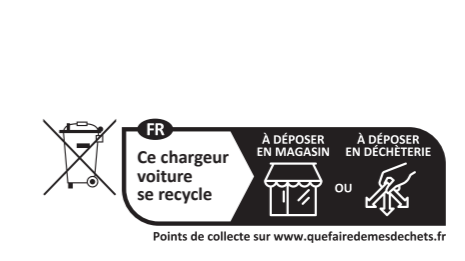 FR
Ce chargeur
voiture
se recycle
À DÉPOSER
EN MAGASIN
OU
À DÉPOSER
EN DÉCHÈTERIE
Points de collecte sur www.quefairedemesdechets.fr